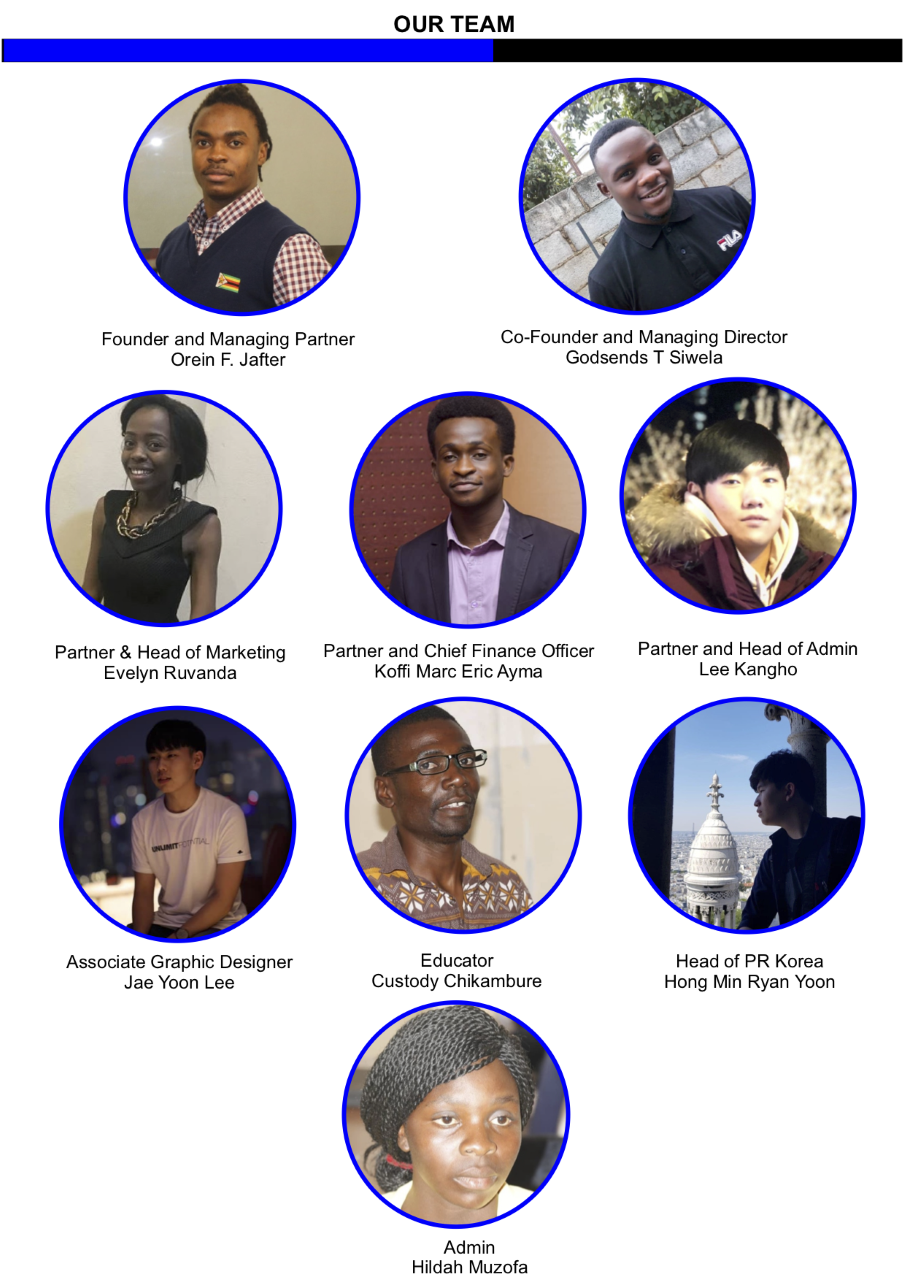 OUR TEAM
FILA
Founder and Managing Partner
Orein F. Jafter
Co-Founder and Managing Director
Godsends T Siwela
Partner & Head of Marketing
Evelyn Ruvanda
Partner and Chief Finance Officer
Koffi Marc Eric Ayma
Partner and Head of Admin
Lee Kangho
UNLIMIT POTENTIAL
Associate Graphic Designer
Jae Yoon Lee
Educator
Custody Chikambure
Head of PR Korea
Hong Min Ryan Yoon
Admin
Hildah Muzofa